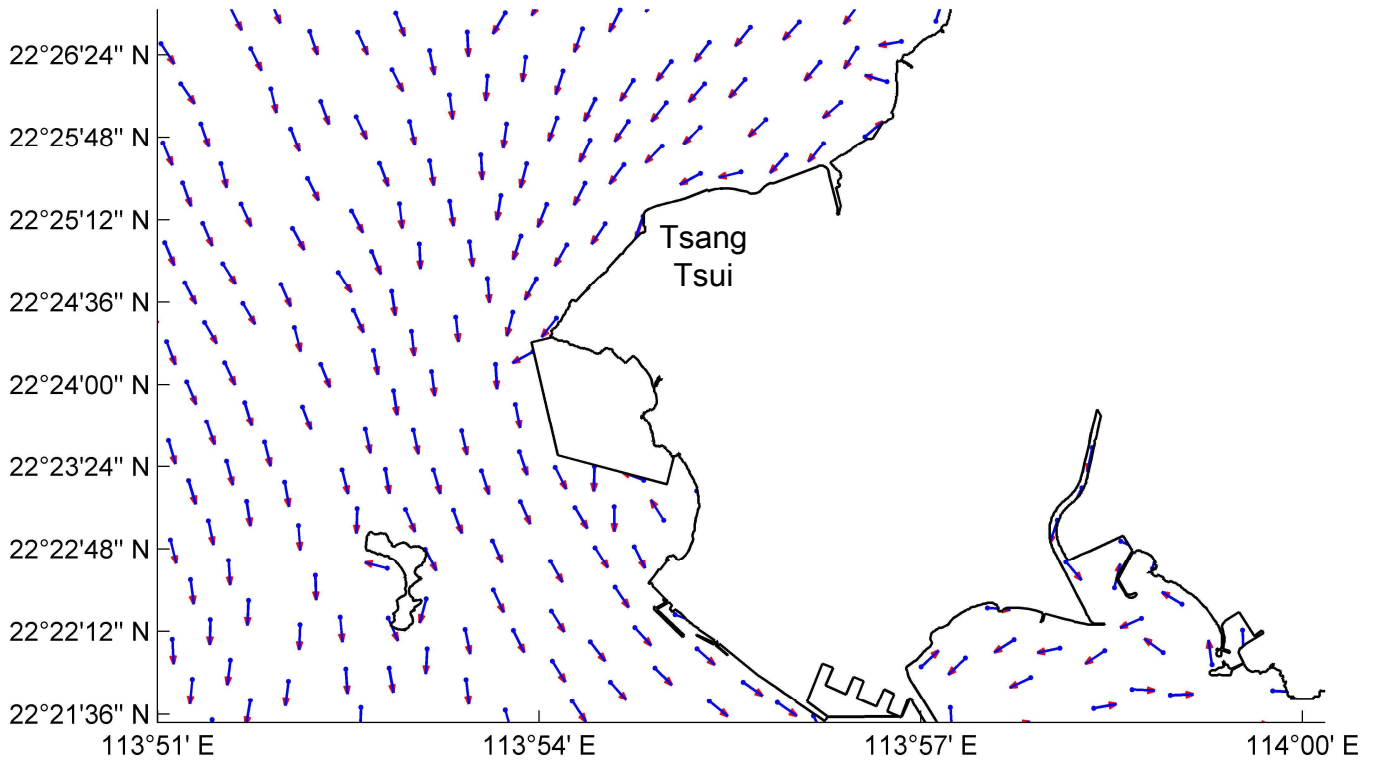 22°26'24" N
22°25'48" N
22°25'12" N
Tsang
Tsui
22°24'36" N
22°24'00" N
22°23'24" N
22°22'48" N
22°22'12" N
22°21'36" N
113°51' E 113°54' E 113°57' E 114°00' E